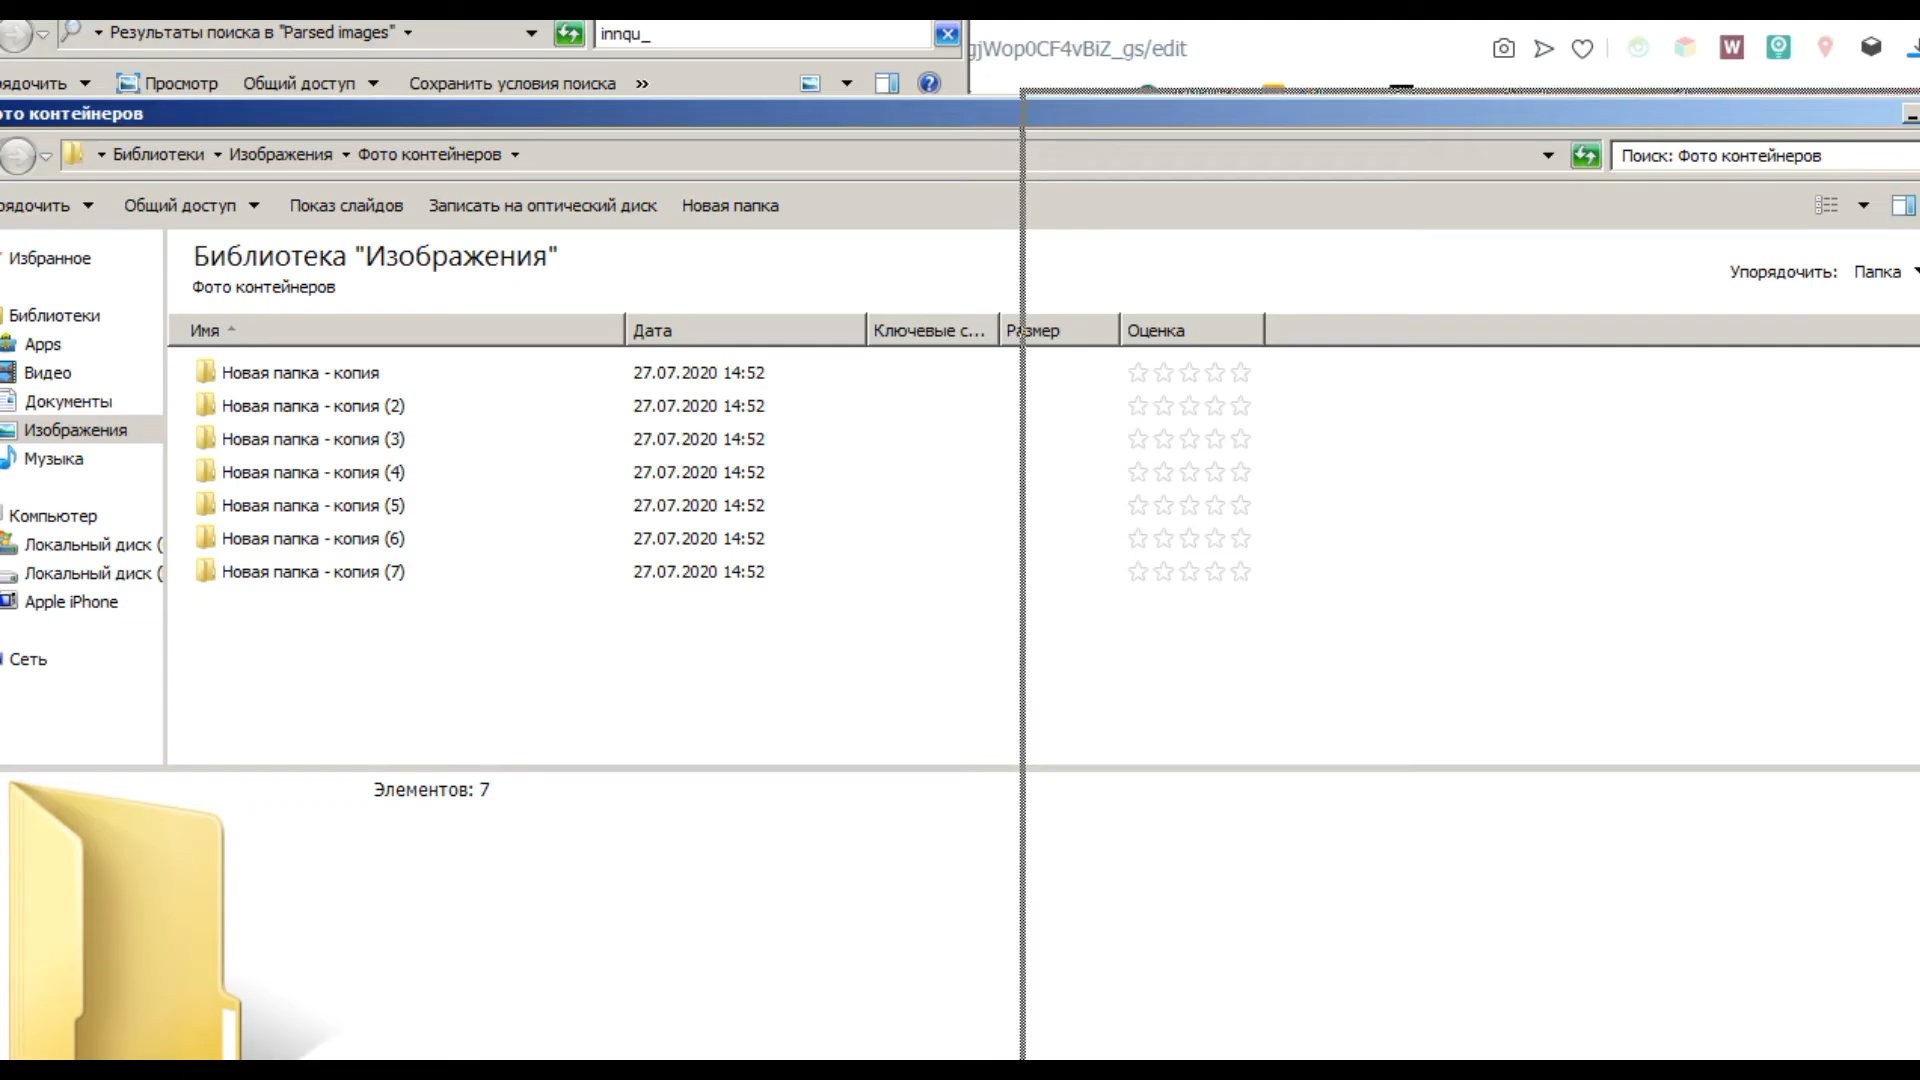 Результаты поиска в "Parsed images"
innqu_
gjWop0CF4vBiZ_gs/edit
рядочить Просмотр Общий доступ Сохранить условия поиска »
ото контейнеров
Библиотеки Изображения Фото контейнеров
Поиск: Фото контейнеров
рядочить Общий доступ Показ слайдов Записать на оптический диск Новая папка
Избранное
Библиотеки
Apps
Видео
Документы
Изображения
Музыка
Компьютер
Локальный диск (
Локальный диск (
Apple iPhone
Сеть
Библиотека "Изображения"
Фото контейнеров
Упорядочить: Папка
Имя Дата Ключевые с... Размер Оценка
Новая папка - копия 27.07.2020 14:52
Новая папка - копия (2) 27.07.2020 14:52
Новая папка - копия (3) 27.07.2020 14:52
Новая папка - копия (4) 27.07.2020 14:52
Новая папка - копия (5) 27.07.2020 14:52
Новая папка - копия (6) 27.07.2020 14:52
Новая папка - копия (7) 27.07.2020 14:52
Элементов: 7